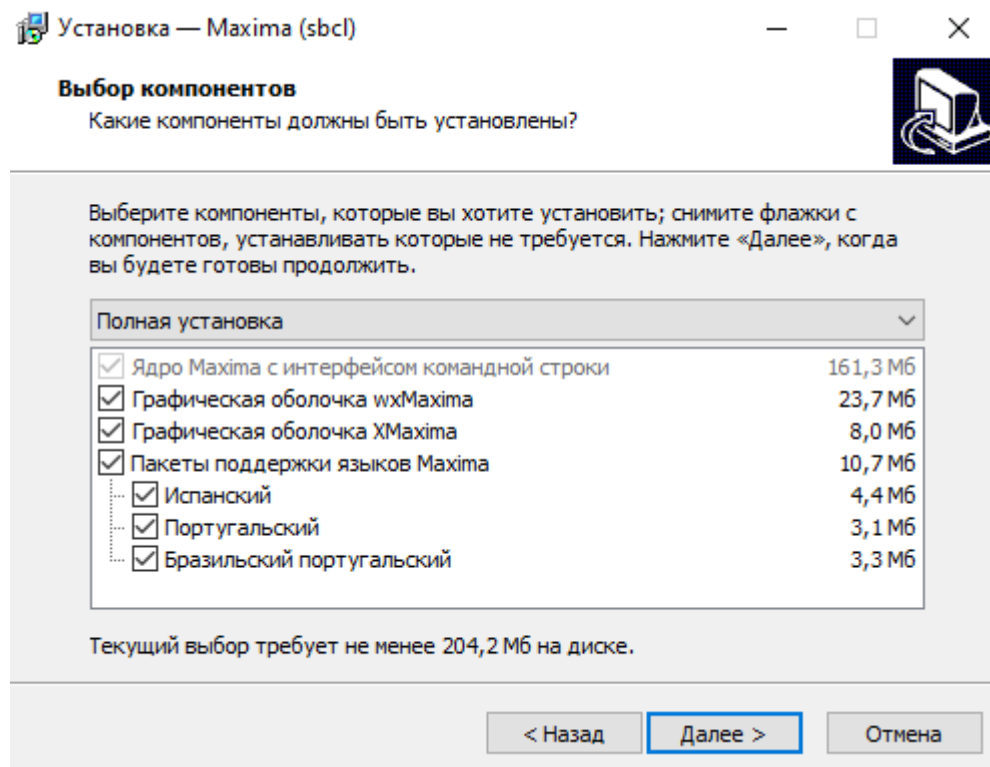 Установка — Maxima (sbcl)
Выбор компонентов
Какие компоненты должны быть установлены?
Выберите компоненты, которые вы хотите установить; снимите флажки с
компонентов, устанавливать которые не требуется. Нажмите «Далее», когда
вы будете готовы продолжить.
Полная установка
Ядро Maxima с интерфейсом командной строки 161,3 Мб
Графическая оболочка wxMaxima 23,7 Мб
Графическая оболочка XMaxima 8,0 Мб
Пакеты поддержки языков Maxima 10,7 Мб
Испанский 4,4 Мб
Португальский 3,1 Мб
Бразильский португальский 3,3 Мб
Текущий выбор требует не менее 204,2 Мб на диске.
< Назад Далее > Отмена